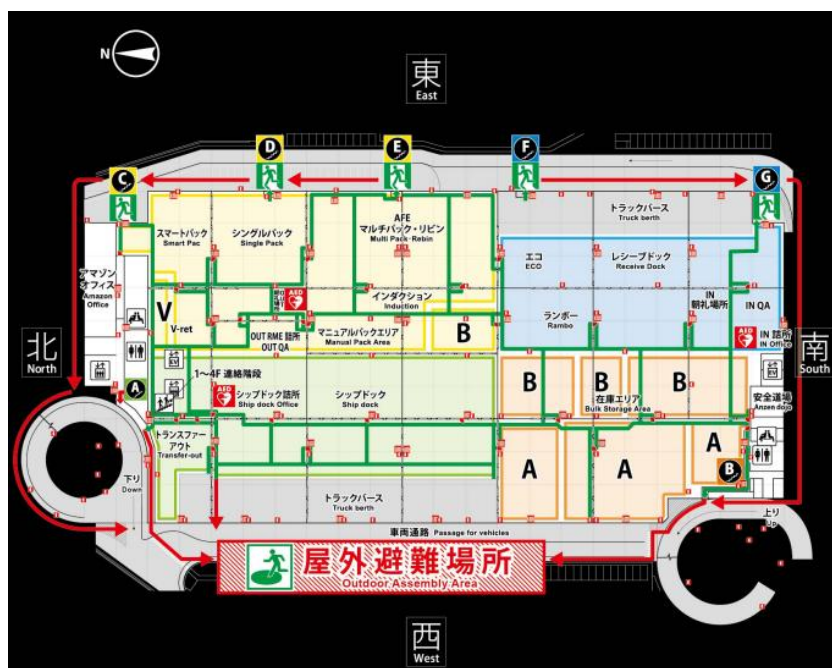 N
東
East
D
E
F
C
G
スマートパック
Smart Pac
シングルパック
Single Pack
AFE
マルチパック・リビン
Multi Pack-Rebin
トラックバース
Truck berth
アマゾン
オフィス
Amazon
Office
エコ
ECO
レシーブドック
Receive Dock
インダクション
Induction
IN
朝礼場所
IN QA
V
V-ret
AED
OUT RME 詰所
OUT QA
マニュアルパックエリア
Manual Pack Area
B
ランボー
Rambo
AED
IN 詰所
IN Office
北
North
南
South
EV
EV
A
1〜4F 連絡階段
AED
シップドック詰所
Ship dock Office
シップドック
Ship dock
B
B
B
在庫エリア
Bulk Storage Area
安全道場
Anzen dojo
トランスファー
アウト
Transfer-out
A
A
A
B
下り
Down
トラックバース
Truck berth
上り
Up
車両通路 Passage for vehicles
屋外避難場所
Outdoor Assembly Area
西
West